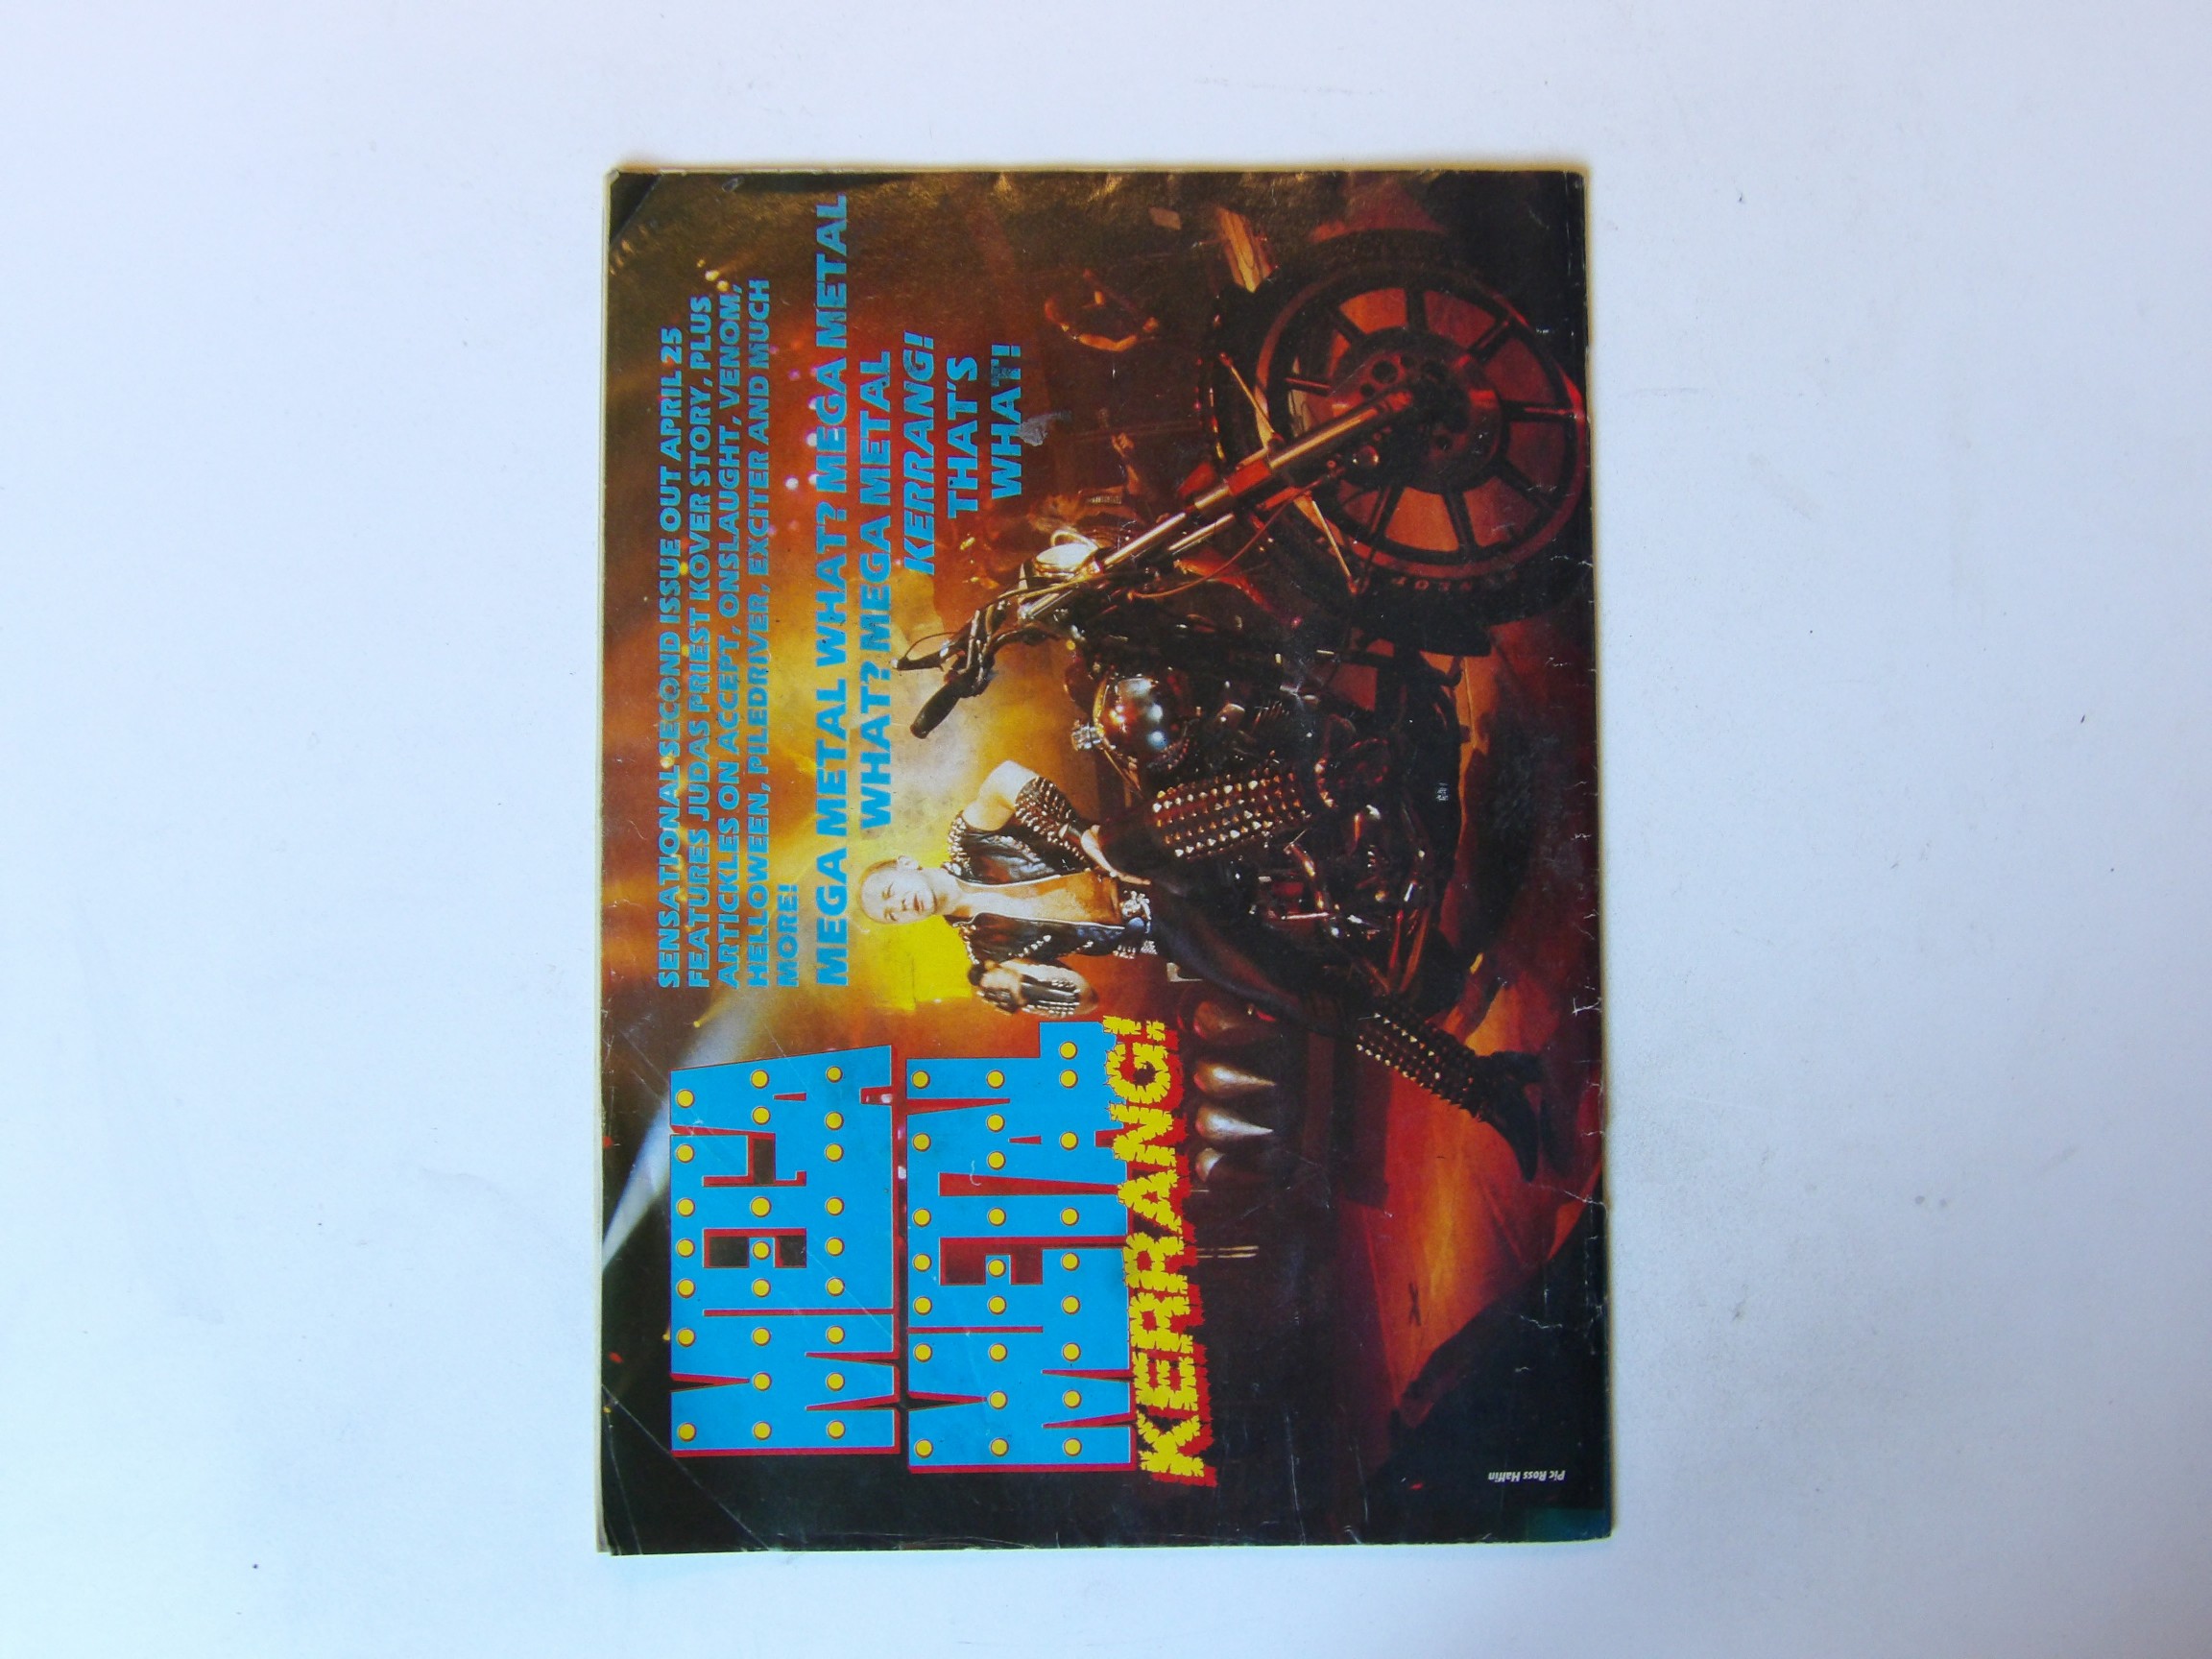 SENSATIONAL SECOND ISSUE OUT APRIL 25
FEATURES JUDAS PRIEST KOVER STORY, PLUS
ARTICKLES ON ACCEPT, ONSLAUGHT, VENOM,
HELLOWEEN, PILEDRIVER, EXCITER AND MUCH
MORE!
MEGA METAL WHAT? MEGA METAL
WHAT? MEGA METAL
KERRANG!
THAT'S
WHAT!
MEGA
METAL
KERRANG!
Pic Ross Halfin